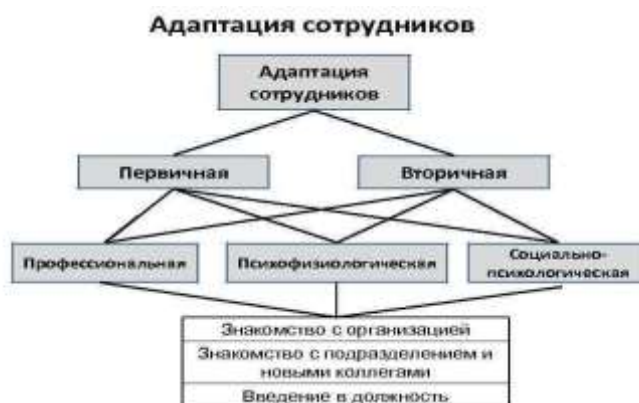 Адаптация сотрудников
Адаптация
сотрудников
Первичная
Вторичная
Профессиональная
Психофизиологическая
Социально-
психологическая
Знакомство с организацией
Знакомство с подразделением и
новыми коллегами
Введение в должность